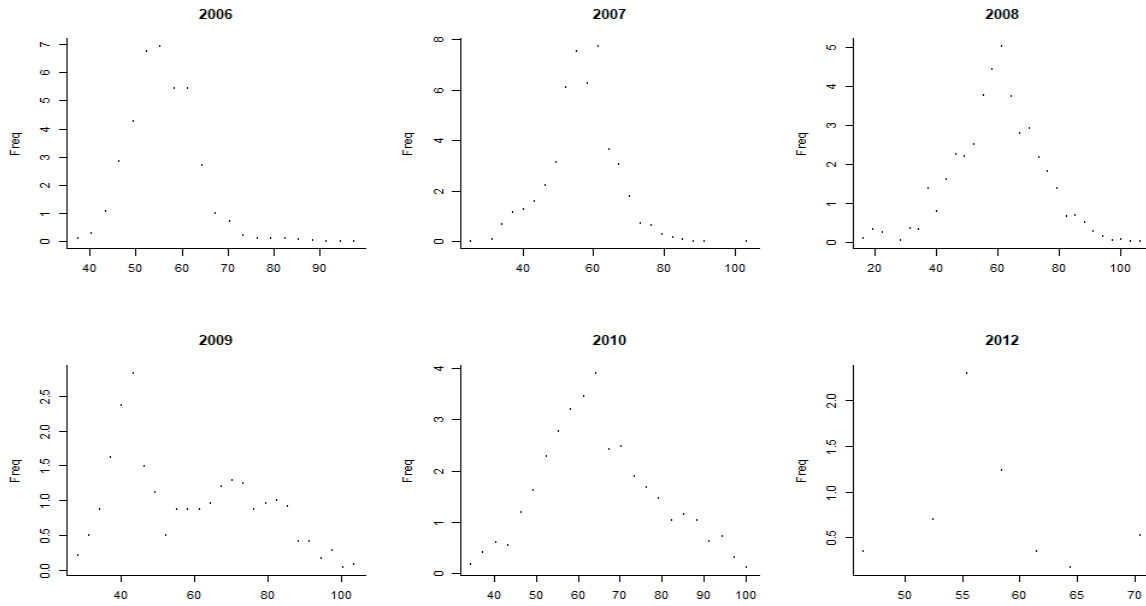 2006
Freq
0 1 2 3 4 5 6 7
40 50 60 70 80 90
2007
Freq
0 2 4 6 8
40 60 80 100
2008
Freq
0 1 2 3 4 5
20 40 60 80 100
2009
Freq
0.0 0.5 1.0 1.5 2.0 2.5
40 60 80 100
2010
Freq
0 1 2 3 4
40 50 60 70 80 90 100
2012
Freq
0.5 1.0 1.5 2.0
50 55 60 65 70